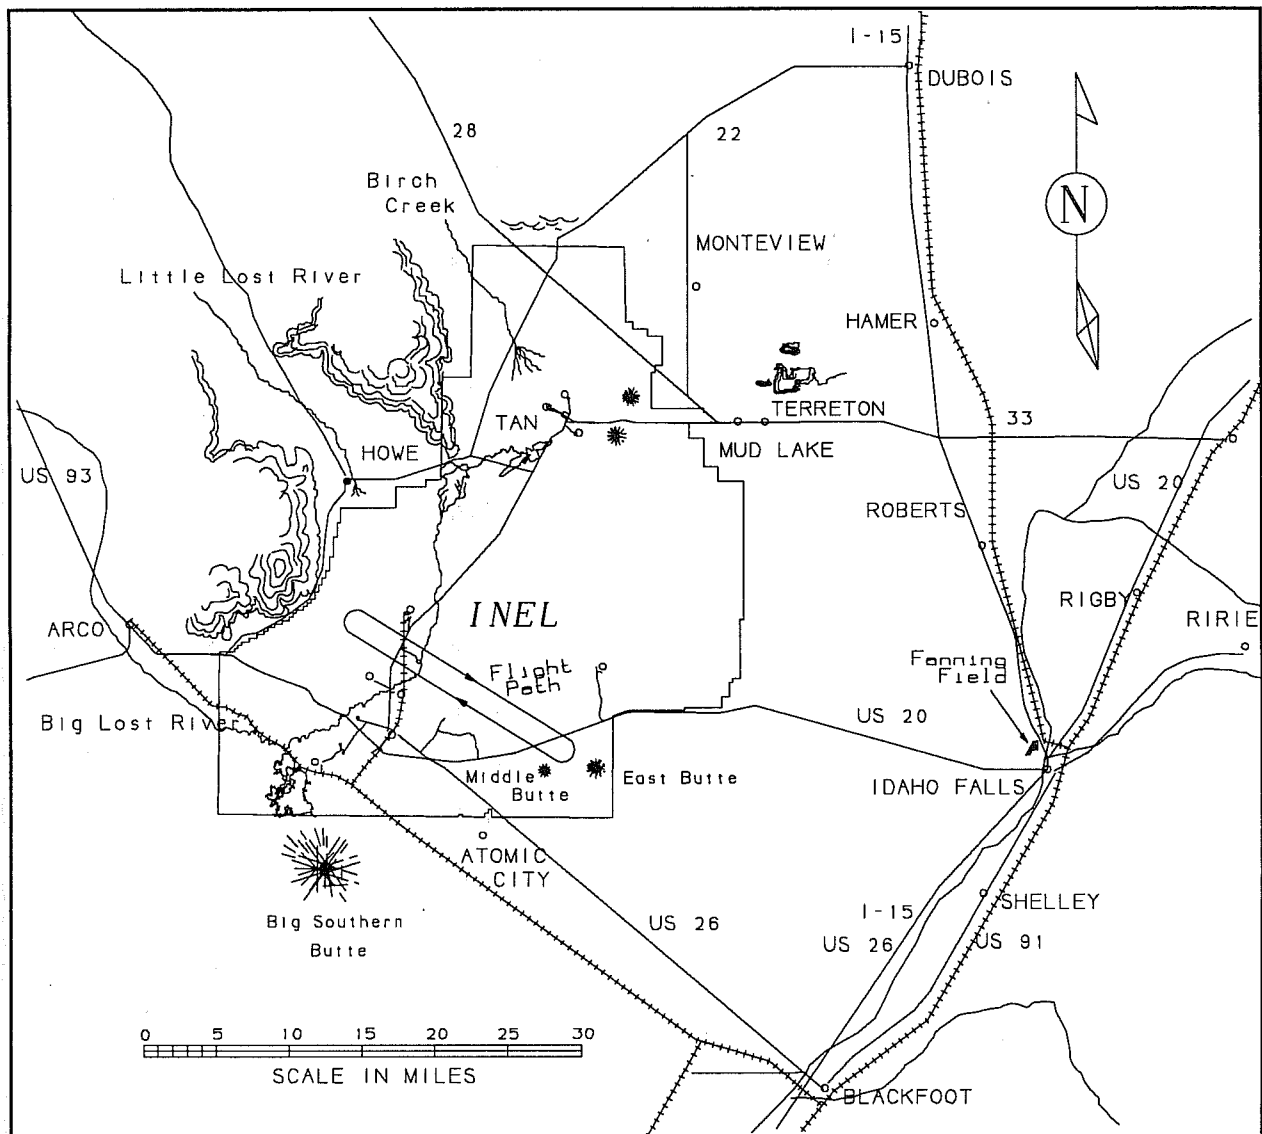 I-15
DUBOIS
28
22
Birch
Creek
N
MONTEVIEW
Little Lost River
HAMER
TERRETON
33
TAN
MUD LAKE
HOWE
US 93
US 20
ROBERTS
INEL
RIGBY
RIRIE
ARCO
Flight
Path
Fanning
Field
Big Lost River
US 20
Middle
Butte
East Butte
IDAHO FALLS
ATOMIC
CITY
SHELLEY
I-15
Big Southern
Butte
US 26
US 26
US 91
0 5 10 15 20 25 30
SCALE IN MILES
BLACKFOOT